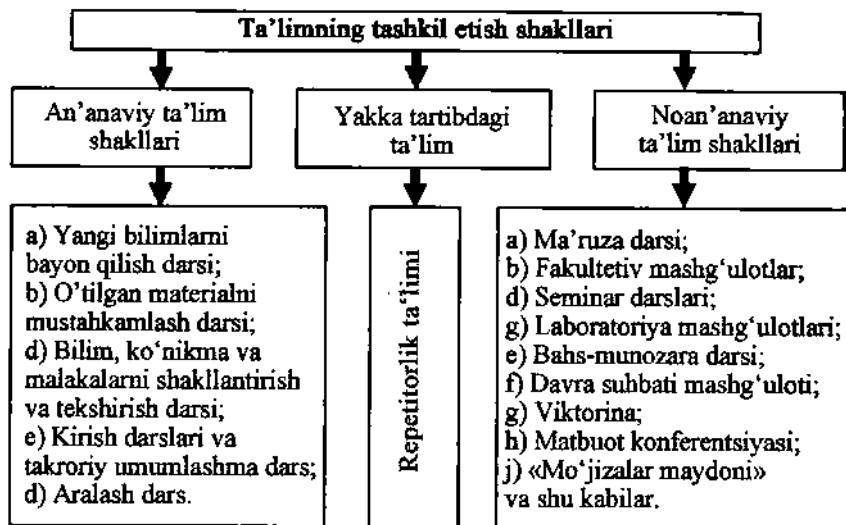 Ta’limning tashkil etish shakllari
An’anaviy ta’lim
shakllari
Yakka tartibdagi
ta’lim
Noan’anaviy
ta’lim shakllari
a) Yangi bilimlarni
bayon qilish darsi;
b) O’tilgan materialni
mustahkamlash darsi;
d) Bilim, ko‘nikma va
malakalarni shakllantirish
va tekshirish darsi;
e) Kirish darslari va
takroriy umumlashma dars;
d) Aralash dars.
Repetitorlik ta‘limi
a) Ma’ruza darsi;
b) Fakultetiv mashg‘ulotlar;
d) Seminar darslari;
g) Laboratoriya mashg‘ulotlari;
e) Bahs-munozara darsi;
f) Davra suhbati mashg‘uloti;
g) Viktorina;
h) Matbuot konferentsiyasi;
j) «Mo‘jizalar maydoni»
va shu kabilar.